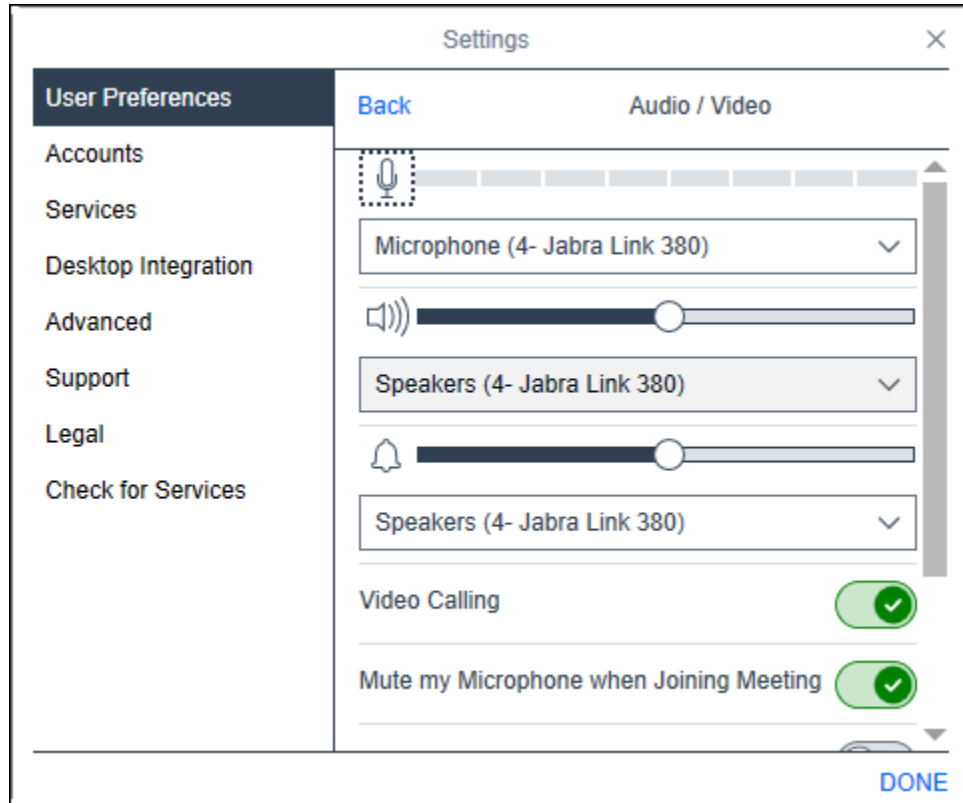 Settings
User Preferences
Accounts
Services
Desktop Integration
Advanced
Support
Legal
Check for Services
Back
Audio / Video
Microphone (4- Jabra Link 380)
Speakers (4- Jabra Link 380)
Speakers (4- Jabra Link 380)
Video Calling
Mute my Microphone when Joining Meeting
DONE